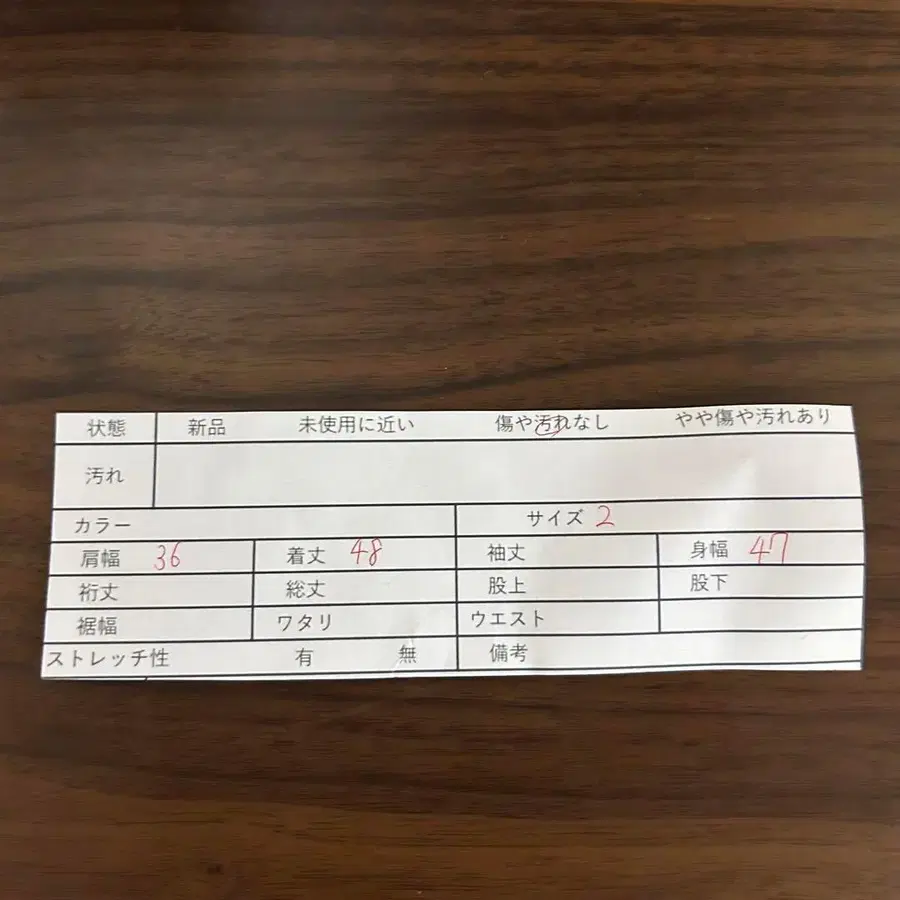 状態 新品 未使用に近い 傷や汚れなし やや傷や汚れあり
汚れ
カラー サイズ 2
肩幅 36 着丈 48 袖丈 身幅 47
裄丈 総丈 股上 股下
裾幅 ワタリ ウエスト
ストレッチ性 有 無 備考